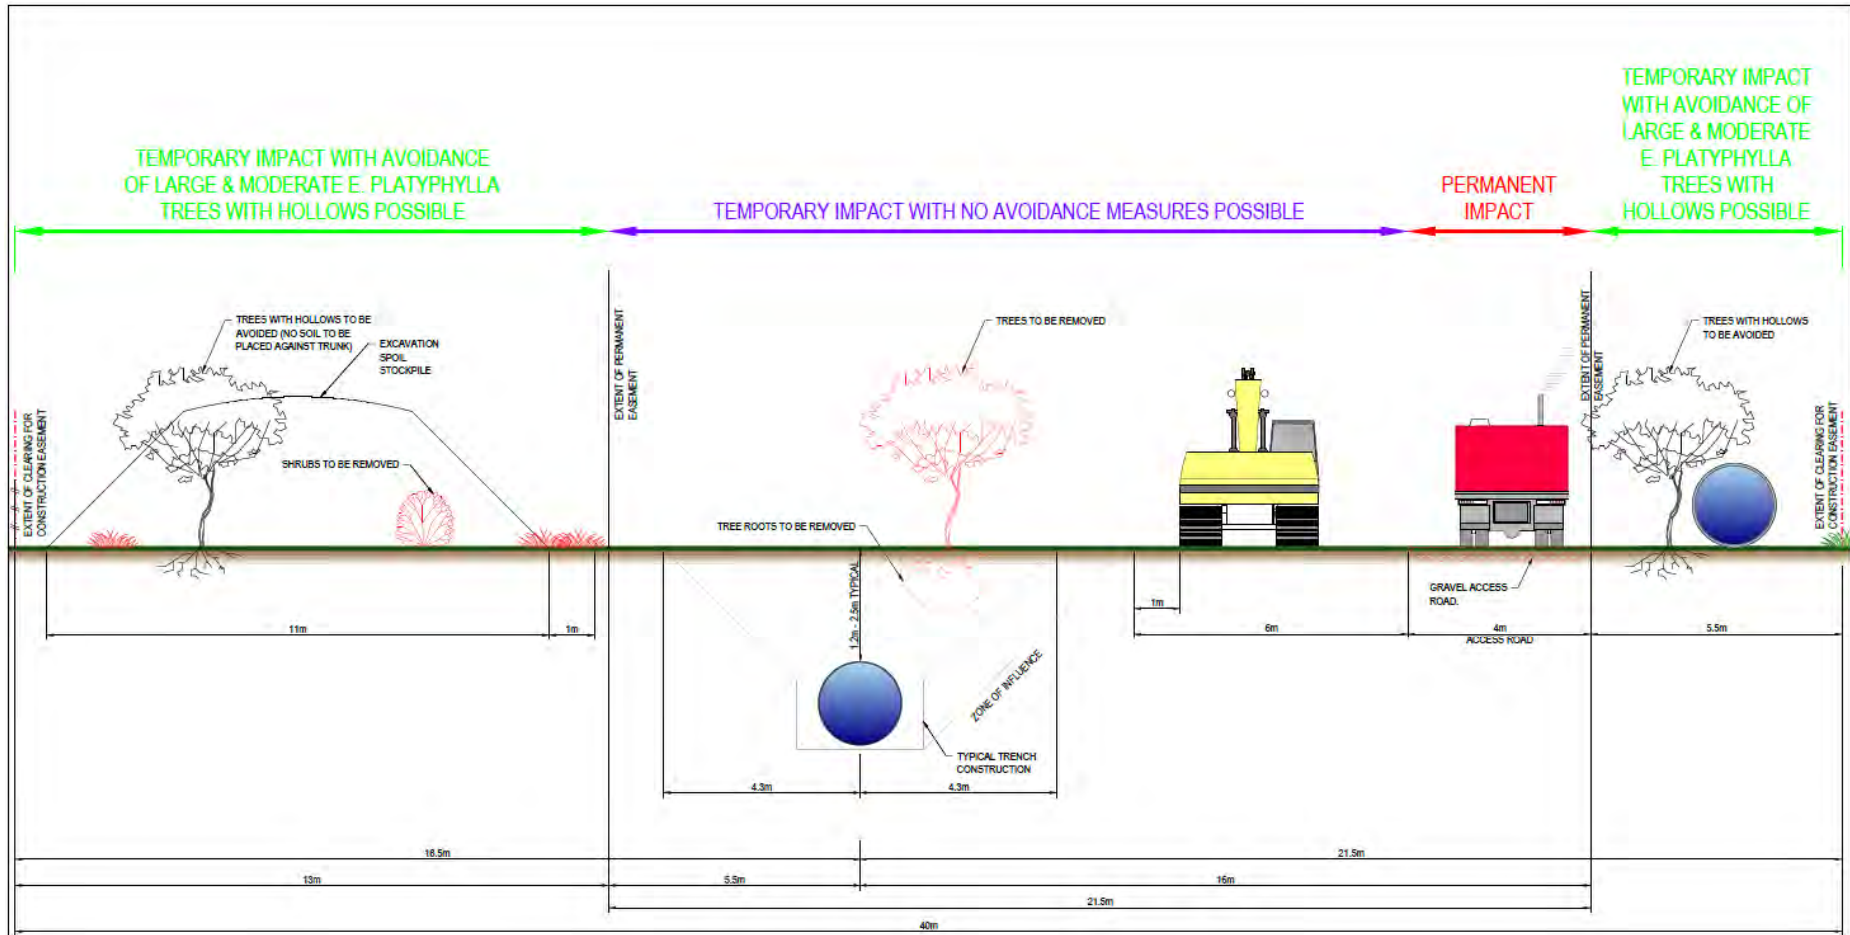 TEMPORARY IMPACT WITH AVOIDANCE
OF LARGE & MODERATE E. PLATYPHYLLA
TREES WITH HOLLOWS POSSIBLE
TEMPORARY IMPACT WITH NO AVOIDANCE MEASURES POSSIBLE
PERMANENT
IMPACT
TEMPORARY IMPACT
WITH AVOIDANCE OF
LARGE & MODERATE
E. PLATYPHYLLA
TREES WITH
HOLLOWS POSSIBLE
EXTENT OF CLEARING FOR
CONSTRUCTION EASEMENT
TREES WITH HOLLOWS TO BE
AVOIDED (NO SOIL TO BE
PLACED AGAINST TRUNK)
EXCAVATION
SPOIL
STOCKPILE
SHRUBS TO BE REMOVED
EXTENT OF PERMANENT
EASEMENT
TREES TO BE REMOVED
TREE ROOTS TO BE REMOVED
EXTENT OF PERMANENT
EASEMENT
TREES WITH HOLLOWS
TO BE AVOIDED
EXTENT OF CLEARING FOR
CONSTRUCTION EASEMENT
GRAVEL ACCESS
ROAD.
1.2m - 2.5m TYPICAL
1m
11m
1m
6m
4m
ACCESS ROAD
5.5m
ZONE OF INFLUENCE
TYPICAL TRENCH
CONSTRUCTION
4.3m
4.3m
18.5m
21.5m
13m
5.5m
16m
21.5m
40m